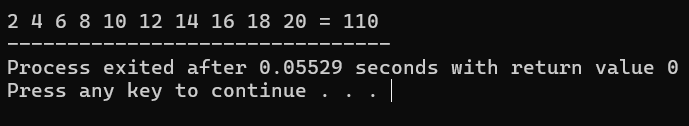 2 4 6 8 10 12 14 16 18 20 = 110
--------------------------------
Process exited after 0.05529 seconds with return value 0
Press any key to continue . . .